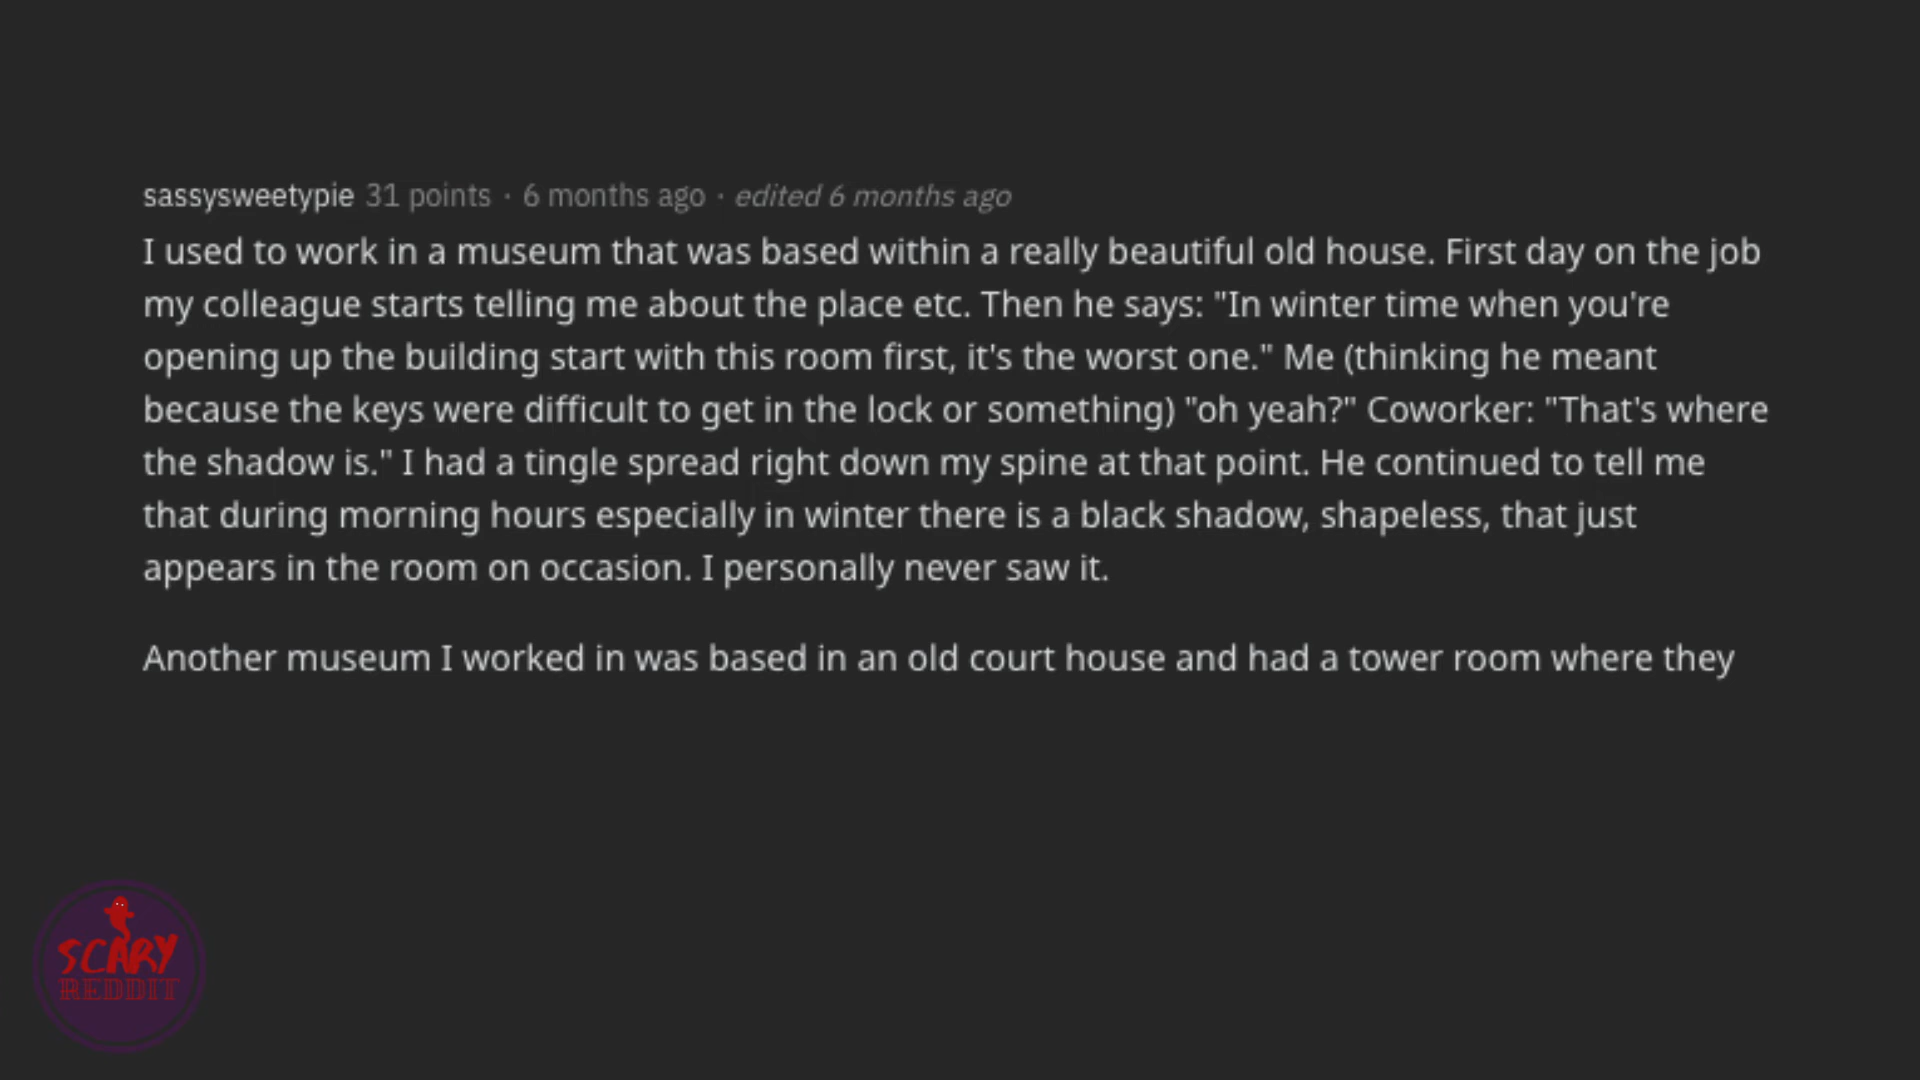 sassysweetypie 31 points · 6 months ago · edited 6 months ago
I used to work in a museum that was based within a really beautiful old house. First day on the job
my colleague starts telling me about the place etc. Then he says: "In winter time when you're
opening up the building start with this room first, it's the worst one." Me (thinking he meant
because the keys were difficult to get in the lock or something) "oh yeah?" Coworker: "That's where
the shadow is." I had a tingle spread right down my spine at that point. He continued to tell me
that during morning hours especially in winter there is a black shadow, shapeless, that just
appears in the room on occasion. I personally never saw it.
Another museum I worked in was based in an old court house and had a tower room where they
SCARY
REDDIT